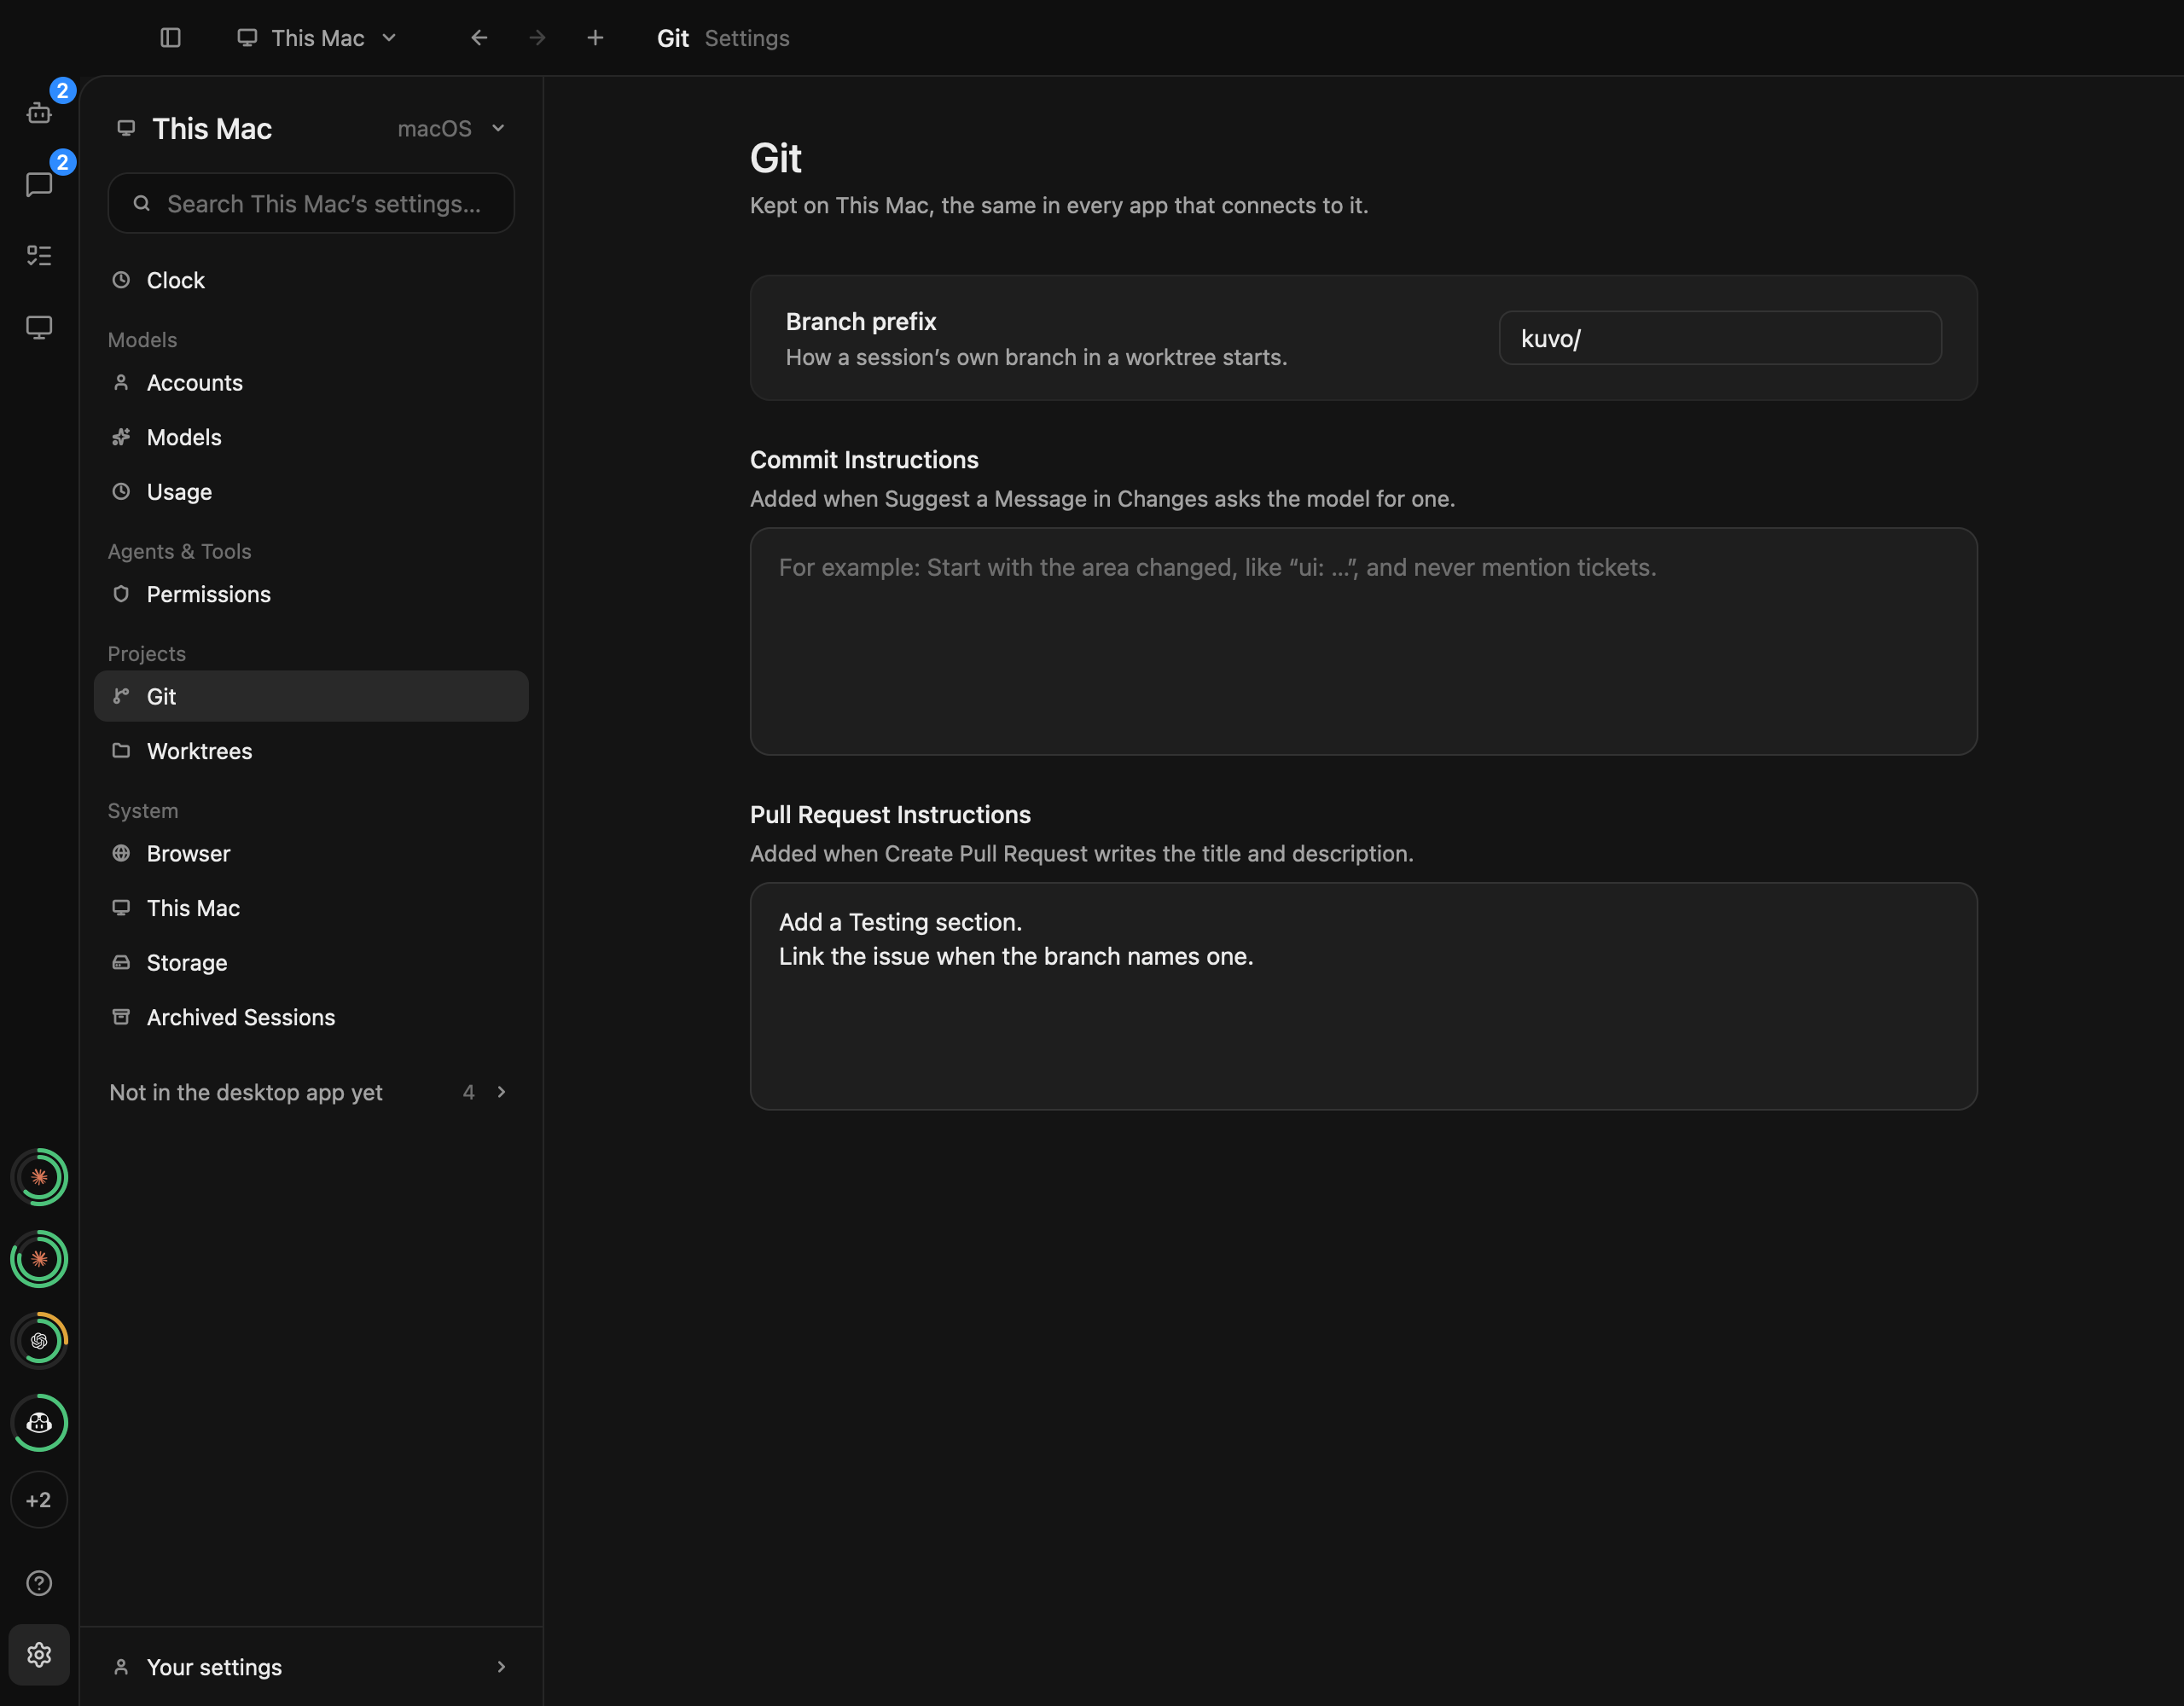 This Mac
Git Settings
2
2
This Mac
macOS
Search This Mac’s settings...
Clock
Models
Accounts
Models
Usage
Agents & Tools
Permissions
Projects
Git
Worktrees
System
Browser
This Mac
Storage
Archived Sessions
Not in the desktop app yet
4
+2
Your settings
Git
Kept on This Mac, the same in every app that connects to it.
Branch prefix
How a session’s own branch in a worktree starts.
kuvo/
Commit Instructions
Added when Suggest a Message in Changes asks the model for one.
For example: Start with the area changed, like “ui: ...”, and never mention tickets.
Pull Request Instructions
Added when Create Pull Request writes the title and description.
Add a Testing section.
Link the issue when the branch names one.